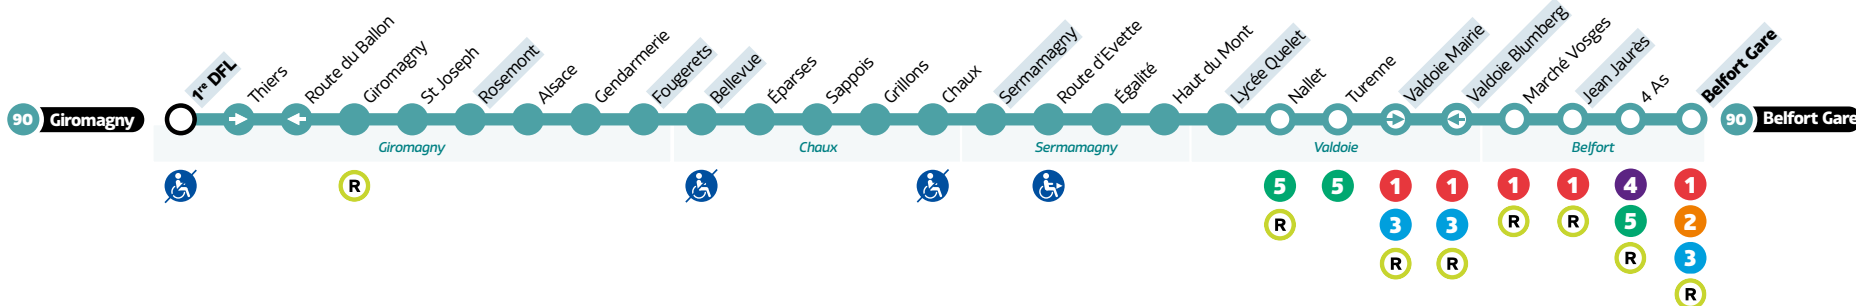 1re DFL
Thiers
Route du Ballon
Giromagny
St Joseph
Rosemont
Alsace
Gendarmerie
Fougerets
Bellevue
Éparses
Sappois
Grillons
Chaux
Sermamagny
Route d'Evette
Égalité
Haut du Mont
Lycée Quelet
Nallet
Turenne
Valdoie Mairie
Valdoie Blumberg
Marché Vosges
Jean Jaurès
4 As
Belfort Gare
90 Giromagny
90 Belfort Gare
Giromagny
Chaux
Sermamagny
Valdoie
Belfort
R
5
R
5
1
3
R
1
3
R
1
R
1
R
4
5
R
1
2
3
R